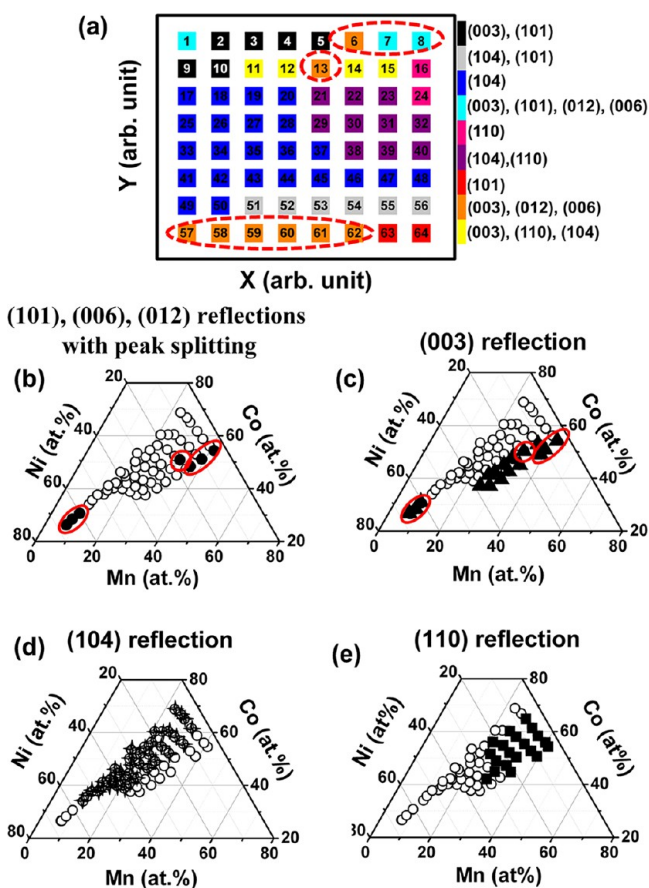 (a)
Y (arb. unit)
1 2 3 4 5 6 7 8
9 10 11 12 13 14 15 16
17 18 19 20 21 22 23 24
25 26 27 28 29 30 31 32
33 34 35 36 37 38 39 40
41 42 43 44 45 46 47 48
49 50 51 52 53 54 55 56
57 58 59 60 61 62 63 64
X (arb. unit)
(003), (101)
(104), (101)
(104)
(003), (101), (012), (006)
(110)
(104),(110)
(101)
(003), (012), (006)
(003), (110), (104)
(101), (006), (012) reflections
with peak splitting
(b)
20 80
Ni (at.%)
Co (at.%)
40 60
60 40
80 20
20 40 60 80
Mn (at.%)
(003) reflection
(c)
20 80
Ni (at.%)
Co (at.%)
40 60
60 40
80 20
20 40 60 80
Mn (at.%)
(104) reflection
(d)
20 80
Ni (at.%)
Co (at.%)
40 60
60 40
80 20
20 40 60 80
Mn (at.%)
(110) reflection
(e)
20 80
Ni (at%)
Co (at%)
40 60
60 40
80 20
20 40 60 80
Mn (at%)